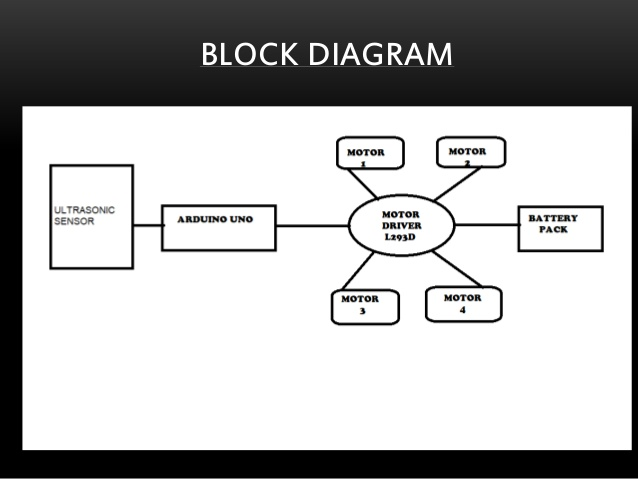 BLOCK DIAGRAM
MOTOR
1
MOTOR
2
ULTRASONIC
SENSOR
ARDUINO UNO
MOTOR
DRIVER
L293D
BATTERY
PACK
MOTOR
3
MOTOR
4